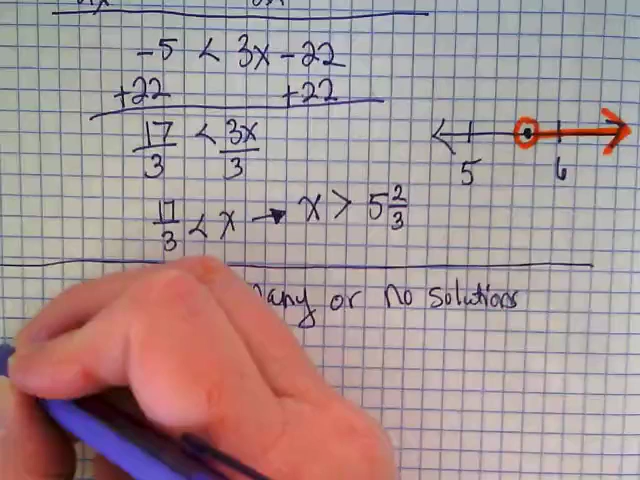 -5 < 3x - 22
+22 +22
17/3 < 3x/3
17/3 < x → x > 5 2/3
5 6
or no solutions